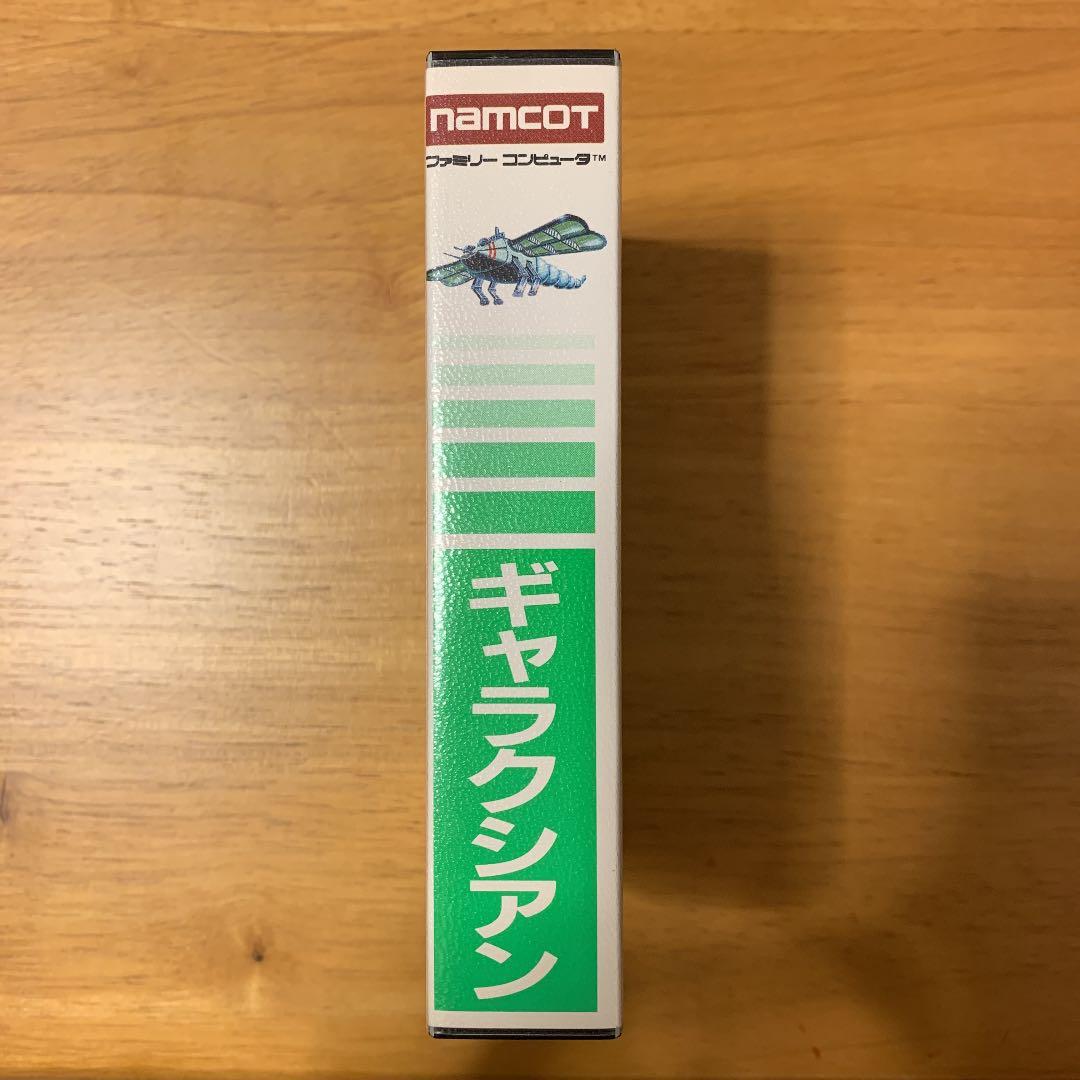 namcot
ファミリー コンピュータ™
ギャラクシアン